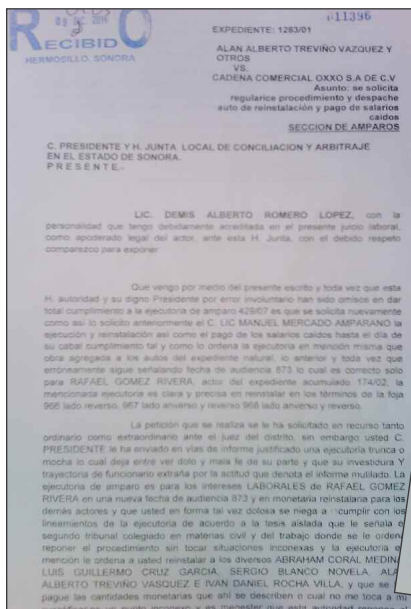 09 DIC. 2016
RECIBIDO
HERMOSILLO, SONORA
011396
EXPEDIENTE: 1263/01
ALAN ALBERTO TREVIÑO VAZQUEZ Y
OTROS
VS.
CADENA COMERCIAL OXXO S.A DE C.V
Asunto: se solicita
regularice procedimiento y despache
auto de reinstalación y pago de salarios
caídos
SECCION DE AMPAROS
C. PRESIDENTE Y H. JUNTA LOCAL DE CONCILIACION Y ARBITRAJE
EN EL ESTADO DE SONORA.
P R E S E N T E.-
LIC. DEMIS ALBERTO ROMERO LOPEZ, con la
personalidad que tengo debidamente acreditada en el presente juicio laboral,
como apoderado legal del actor, ante esta H. Junta, con el debido respeto
comparezco para exponer:
Que vengo por medio del presente escrito y toda vez que esta
H. autoridad y su digno Presidente por error involuntario han sido omisos en dar
total cumplimiento a la ejecutoria de amparo 429/07 es que se solicita nuevamente
como así lo solicito anteriormente el C. LIC MANUEL MERCADO AMPARANO la
ejecución y reinstalación así como el pago de los salarios caídos hasta el día de
su cabal cumplimiento tal y como lo ordena la ejecutoria en mención misma que
obra agregada a los autos del expediente natural, lo anterior y toda vez que
erróneamente sigue señalando fecha de audiencia 873 lo cual es correcto solo
para RAFAEL GOMEZ RIVERA, actor del expediente acumulado 174/02, la
mencionada ejecutoria es clara y precisa en reinstalar en los términos de la foja
966 lado reverso, 967 lado anverso y reverso 968 lado anverso y reverso.
La petición que se realiza se le ha solicitado en recurso tanto
ordinario como extraordinario ante el juez del distrito, sin embargo usted C.
PRESIDENTE le ha enviado en vías de informe justificado una ejecutoria trunca o
mocha lo cual deja entre ver dolo y mala fe de su parte y que su investidura Y
trayectoria de funcionario extraña por la actitud que denota el informe mutilado. La
ejecutoria de amparo es para los intereses LABORALES de RAFAEL GOMEZ
RIVERA en una nueva fecha de audiencia 873 y en monetaria reinstalaría para los
demás actores y que usted en forma tal vez dolosa se niega a cumplir con los
lineamientos de la ejecutoria de acuerdo a la tesis aislada que le señala e
segundo tribunal colegiado en materias civil y del trabajo donde se le orden
reponer el procedimiento sin tocar situaciones inconexas y la ejecutoria e
mención le ordena a usted reinstalar a los diversos ABRAHAM CORAL MEDIN
LUIS GUILLERMO CRUZ GARCIA, SERGIO BLANCO NOVELA, ALA
ALBERTO TREVIÑO VASQUEZ E IVAN DANIEL ROCHA VILLA, y que se
pague las cantidades monetarias que ahí se describen o cual no me toca a mi